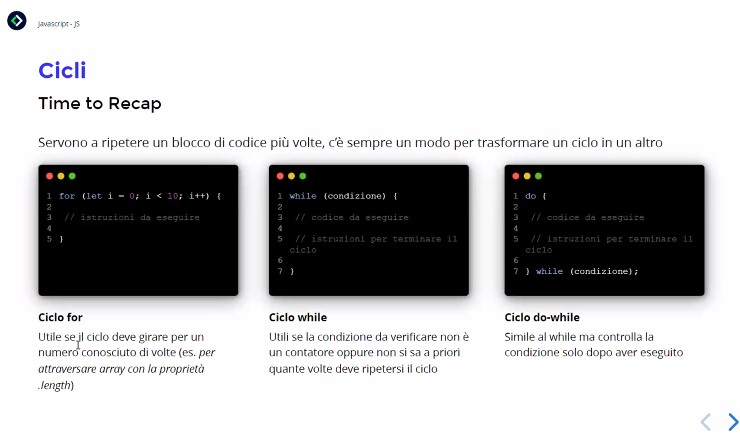 Javascript - JS
Cicli
Time to Recap
Servono a ripetere un blocco di codice più volte, c'è sempre un modo per trasformare un ciclo in un altro
1 for (let i = 0; i < 10; i++) {
2
3 // istruzioni da eseguire
4
5 }
Ciclo for
Utile se il ciclo deve girare per un
numero conosciuto di volte (es. per
attraversare array con la proprietà
.length)
1 while (condizione) {
2
3 // codice da eseguire
4
5 // istruzioni per terminare il
ciclo
6
7 }
Ciclo while
Utili se la condizione da verificare non è
un contatore oppure non si sa a priori
quante volte deve ripetersi il ciclo
1 do {
2
3 // codice da eseguire
4
5 // istruzioni per terminare il
ciclo
6
7 } while (condizione);
Ciclo do-while
Simile al while ma controlla la
condizione solo dopo aver eseguito